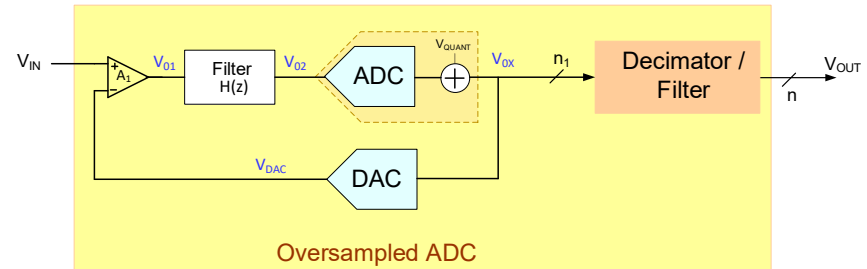 V_IN
+
A_1
−
V_01
Filter
H(z)
V_02
ADC
V_QUANT
+
V_0X
n_1
Decimator /
Filter
n
V_OUT
V_DAC
DAC
Oversampled ADC